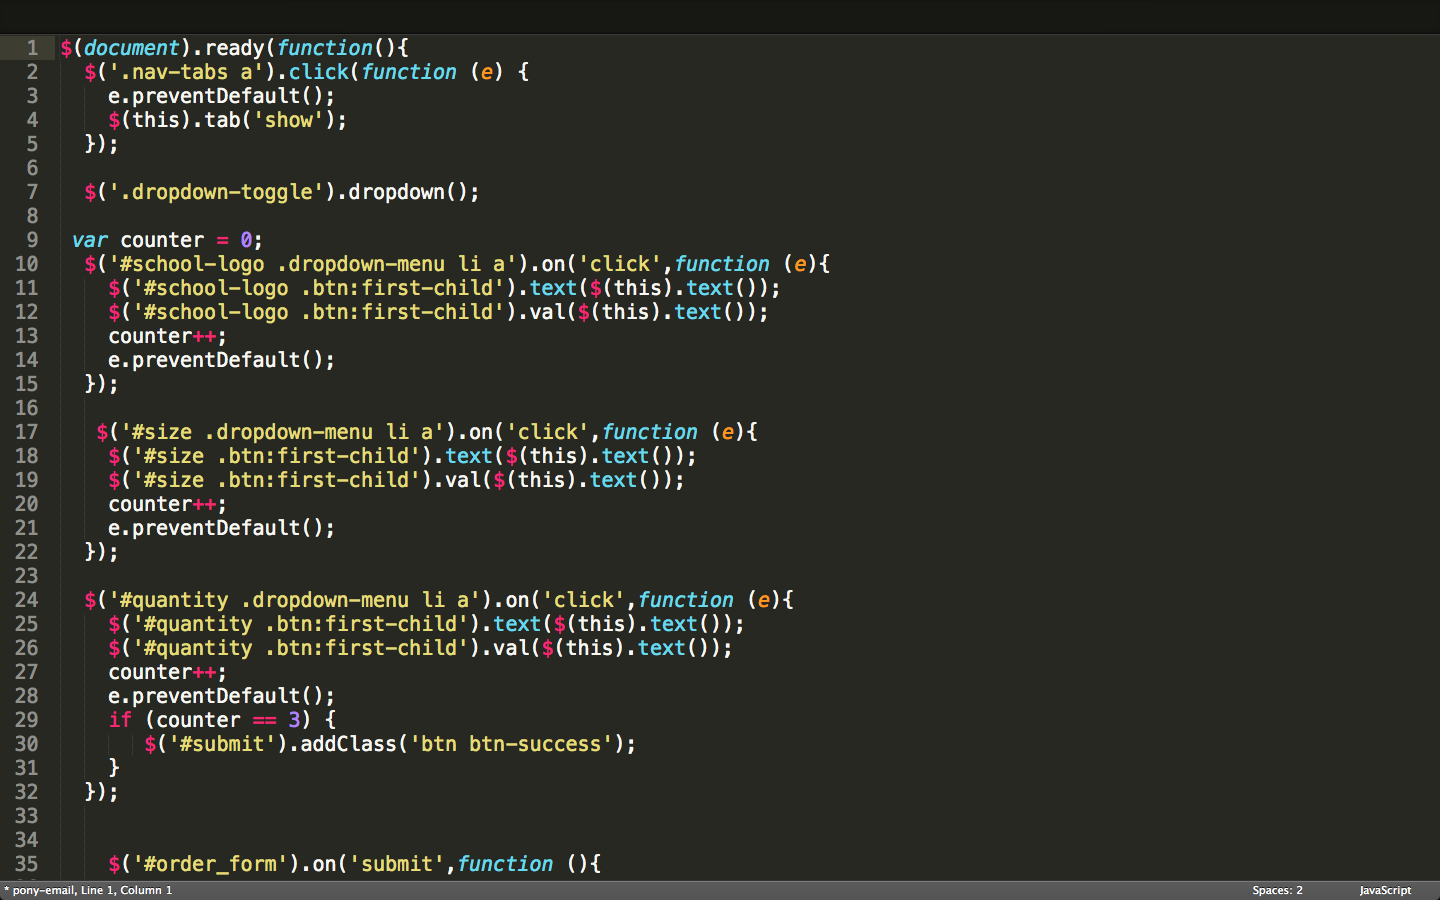 1 $(document).ready(function(){
2   $('.nav-tabs a').click(function (e) {
3     e.preventDefault();
4     $(this).tab('show');
5   });
6
7   $('.dropdown-toggle').dropdown();
8
9  var counter = 0;
10   $('#school-logo .dropdown-menu li a').on('click',function (e){
11     $('#school-logo .btn:first-child').text($(this).text());
12     $('#school-logo .btn:first-child').val($(this).text());
13     counter++;
14     e.preventDefault();
15   });
16
17    $('#size .dropdown-menu li a').on('click',function (e){
18     $('#size .btn:first-child').text($(this).text());
19     $('#size .btn:first-child').val($(this).text());
20     counter++;
21     e.preventDefault();
22   });
23
24   $('#quantity .dropdown-menu li a').on('click',function (e){
25     $('#quantity .btn:first-child').text($(this).text());
26     $('#quantity .btn:first-child').val($(this).text());
27     counter++;
28     e.preventDefault();
29     if (counter == 3) {
30        $('#submit').addClass('btn btn-success');
31     }
32   });
33
34
35     $('#order_form').on('submit',function (){
* pony-email, Line 1, Column 1 Spaces: 2 JavaScript